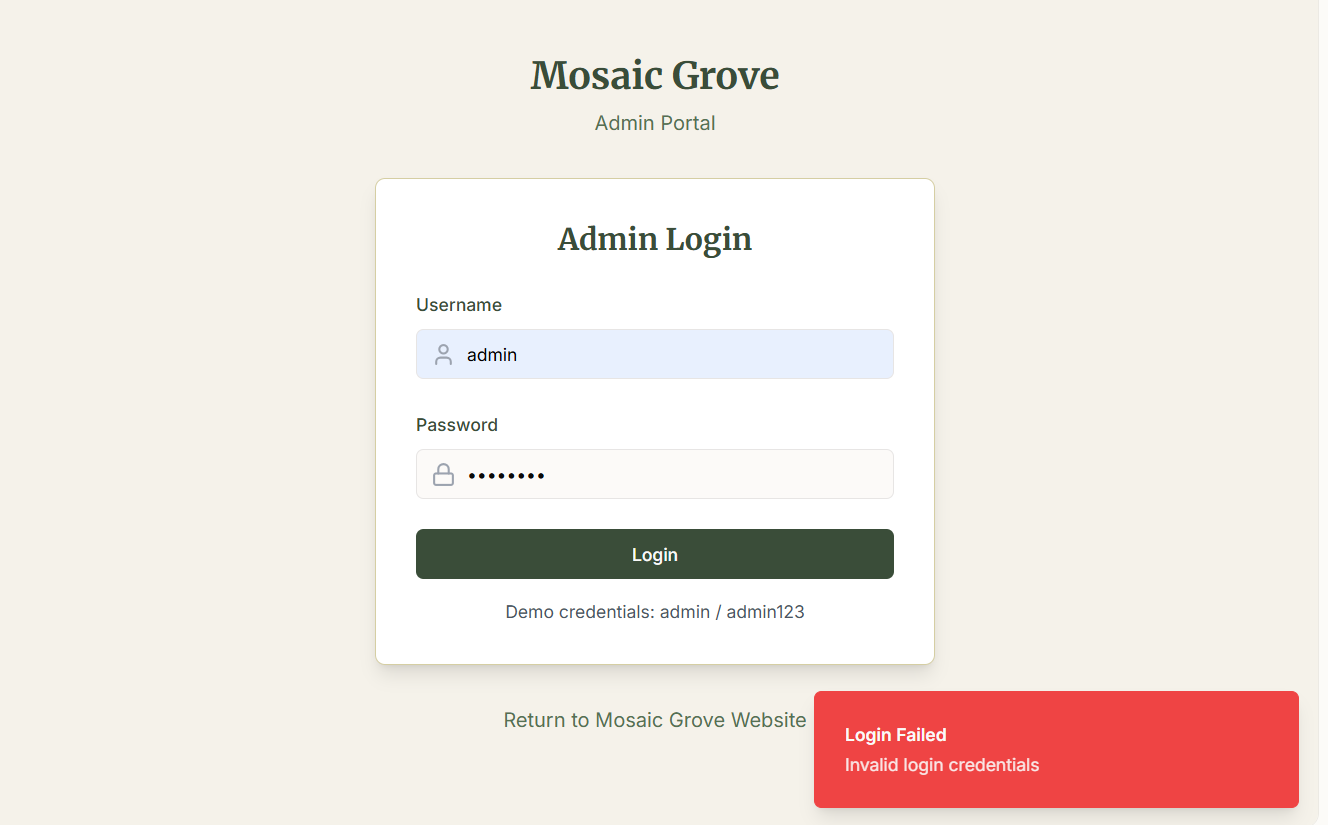 Mosaic Grove
Admin Portal
Admin Login
Username
admin
Password
••••••••
Login
Demo credentials: admin / admin123
Return to Mosaic Grove Website
Login Failed
Invalid login credentials